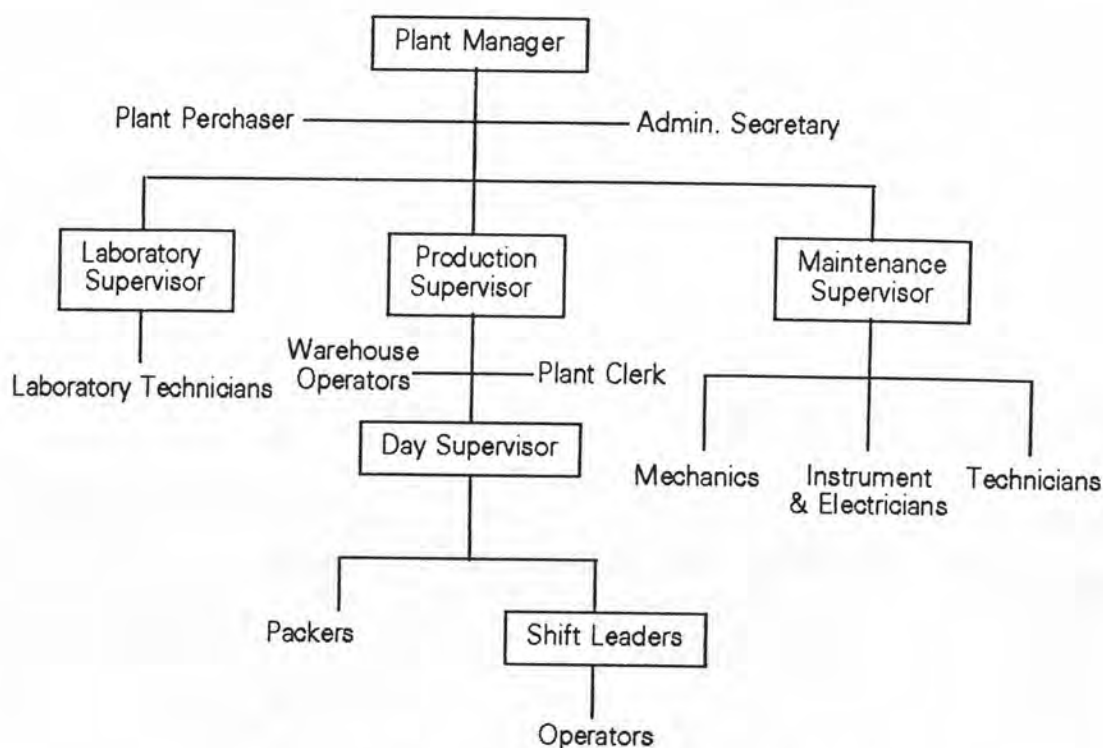 Plant Manager
Plant Perchaser
Admin. Secretary
Laboratory
Supervisor
Production
Supervisor
Maintenance
Supervisor
Laboratory Technicians
Warehouse
Operators
Plant Clerk
Day Supervisor
Mechanics
Instrument
& Electricians
Technicians
Packers
Shift Leaders
Operators